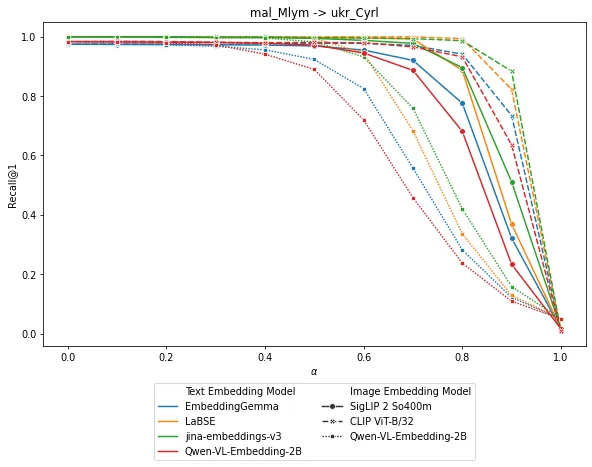 mal_Mlym -> ukr_Cyrl
Recall@1
1.0
0.8
0.6
0.4
0.2
0.0
0.0 0.2 0.4 0.6 0.8 1.0
α
Text Embedding Model
EmbeddingGemma
LaBSE
jina-embeddings-v3
Qwen-VL-Embedding-2B
Image Embedding Model
SigLIP 2 So400m
CLIP ViT-B/32
Qwen-VL-Embedding-2B